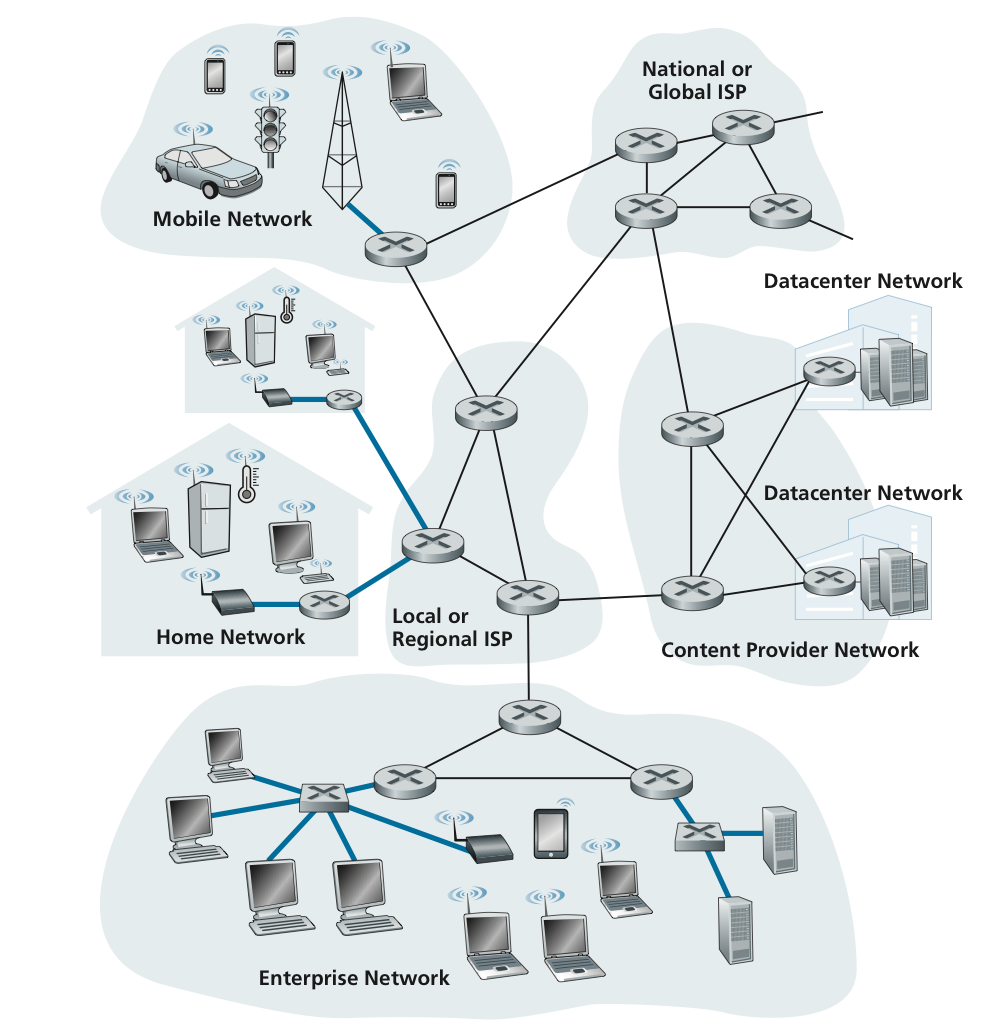 National or
Global ISP
Mobile Network
Datacenter Network
Datacenter Network
Home Network
Local or
Regional ISP
Content Provider Network
Enterprise Network